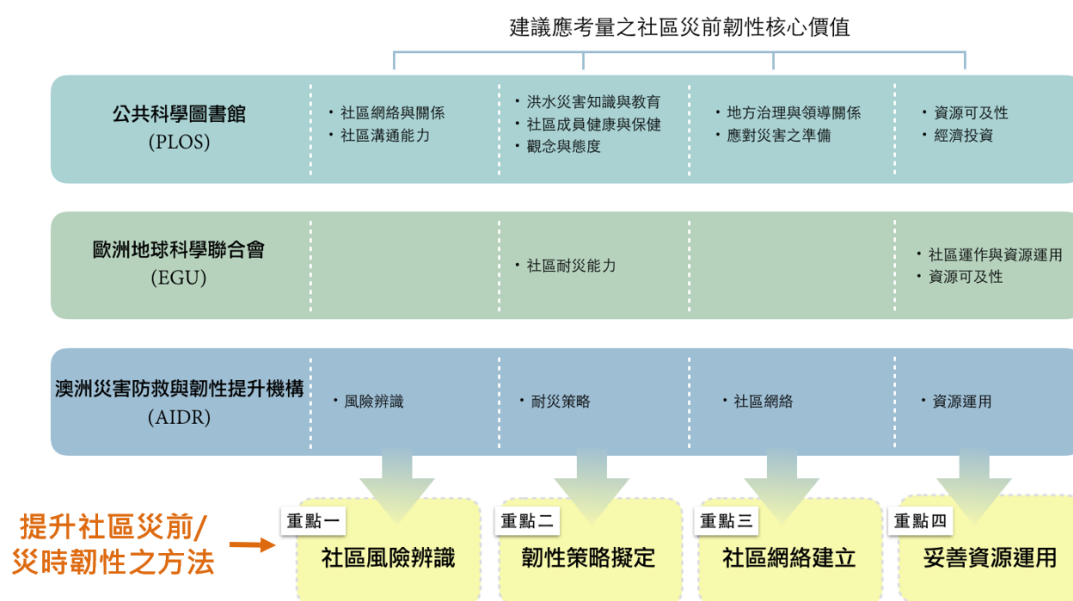 建議應考量之社區災前韌性核心價值
公共科學圖書館
(PLOS)
・社區網絡與關係
・社區溝通能力
・洪水災害知識與教育
・社區成員健康與保健
・觀念與態度
・地方治理與領導關係
・應對災害之準備
・資源可及性
・經濟投資
歐洲地球科學聯合會
(EGU)
・社區耐災能力
・社區運作與資源運用
・資源可及性
澳洲災害防救與韌性提升機構
(AIDR)
・風險辨識
・耐災策略
・社區網絡
・資源運用
提升社區災前/
災時韌性之方法
重點一
社區風險辨識
重點二
韌性策略擬定
重點三
社區網絡建立
重點四
妥善資源運用